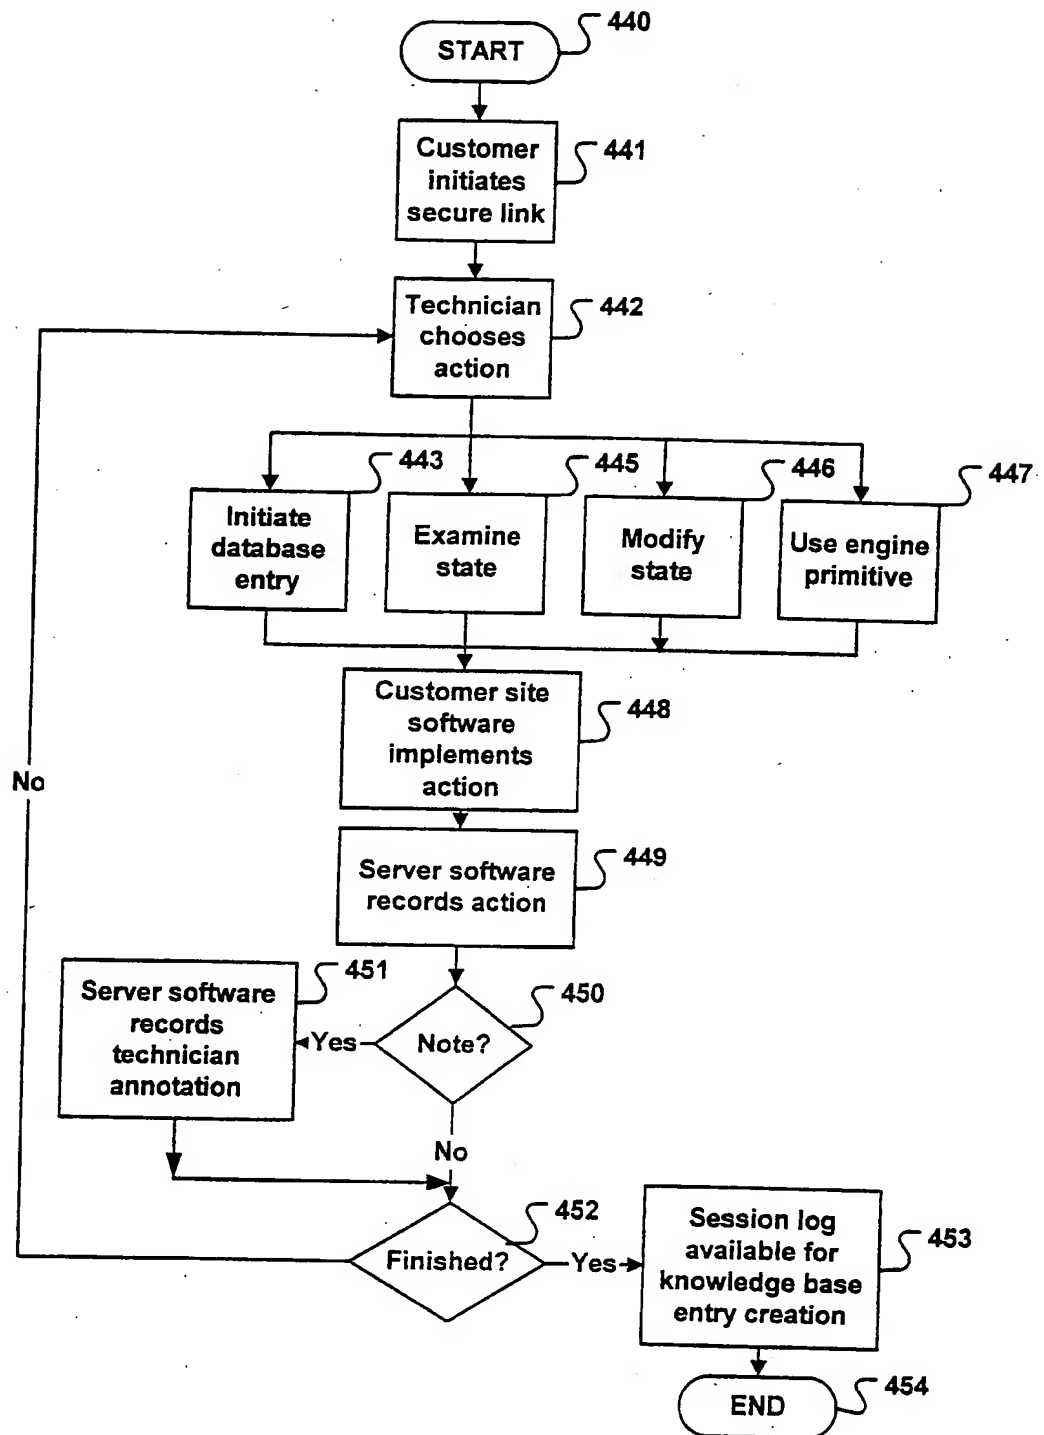 START
440
Customer
initiates
secure link
441
Technician
chooses
action
442
443
445
446
447
Initiate
database
entry
Examine
state
Modify
state
Use engine
primitive
Customer site
software
implements
action
448
No
Server software
records action
449
451
Server software
records
technician
annotation
Yes
Note?
450
No
452
Finished?
Yes
Session log
available for
knowledge base
entry creation
453
END
454